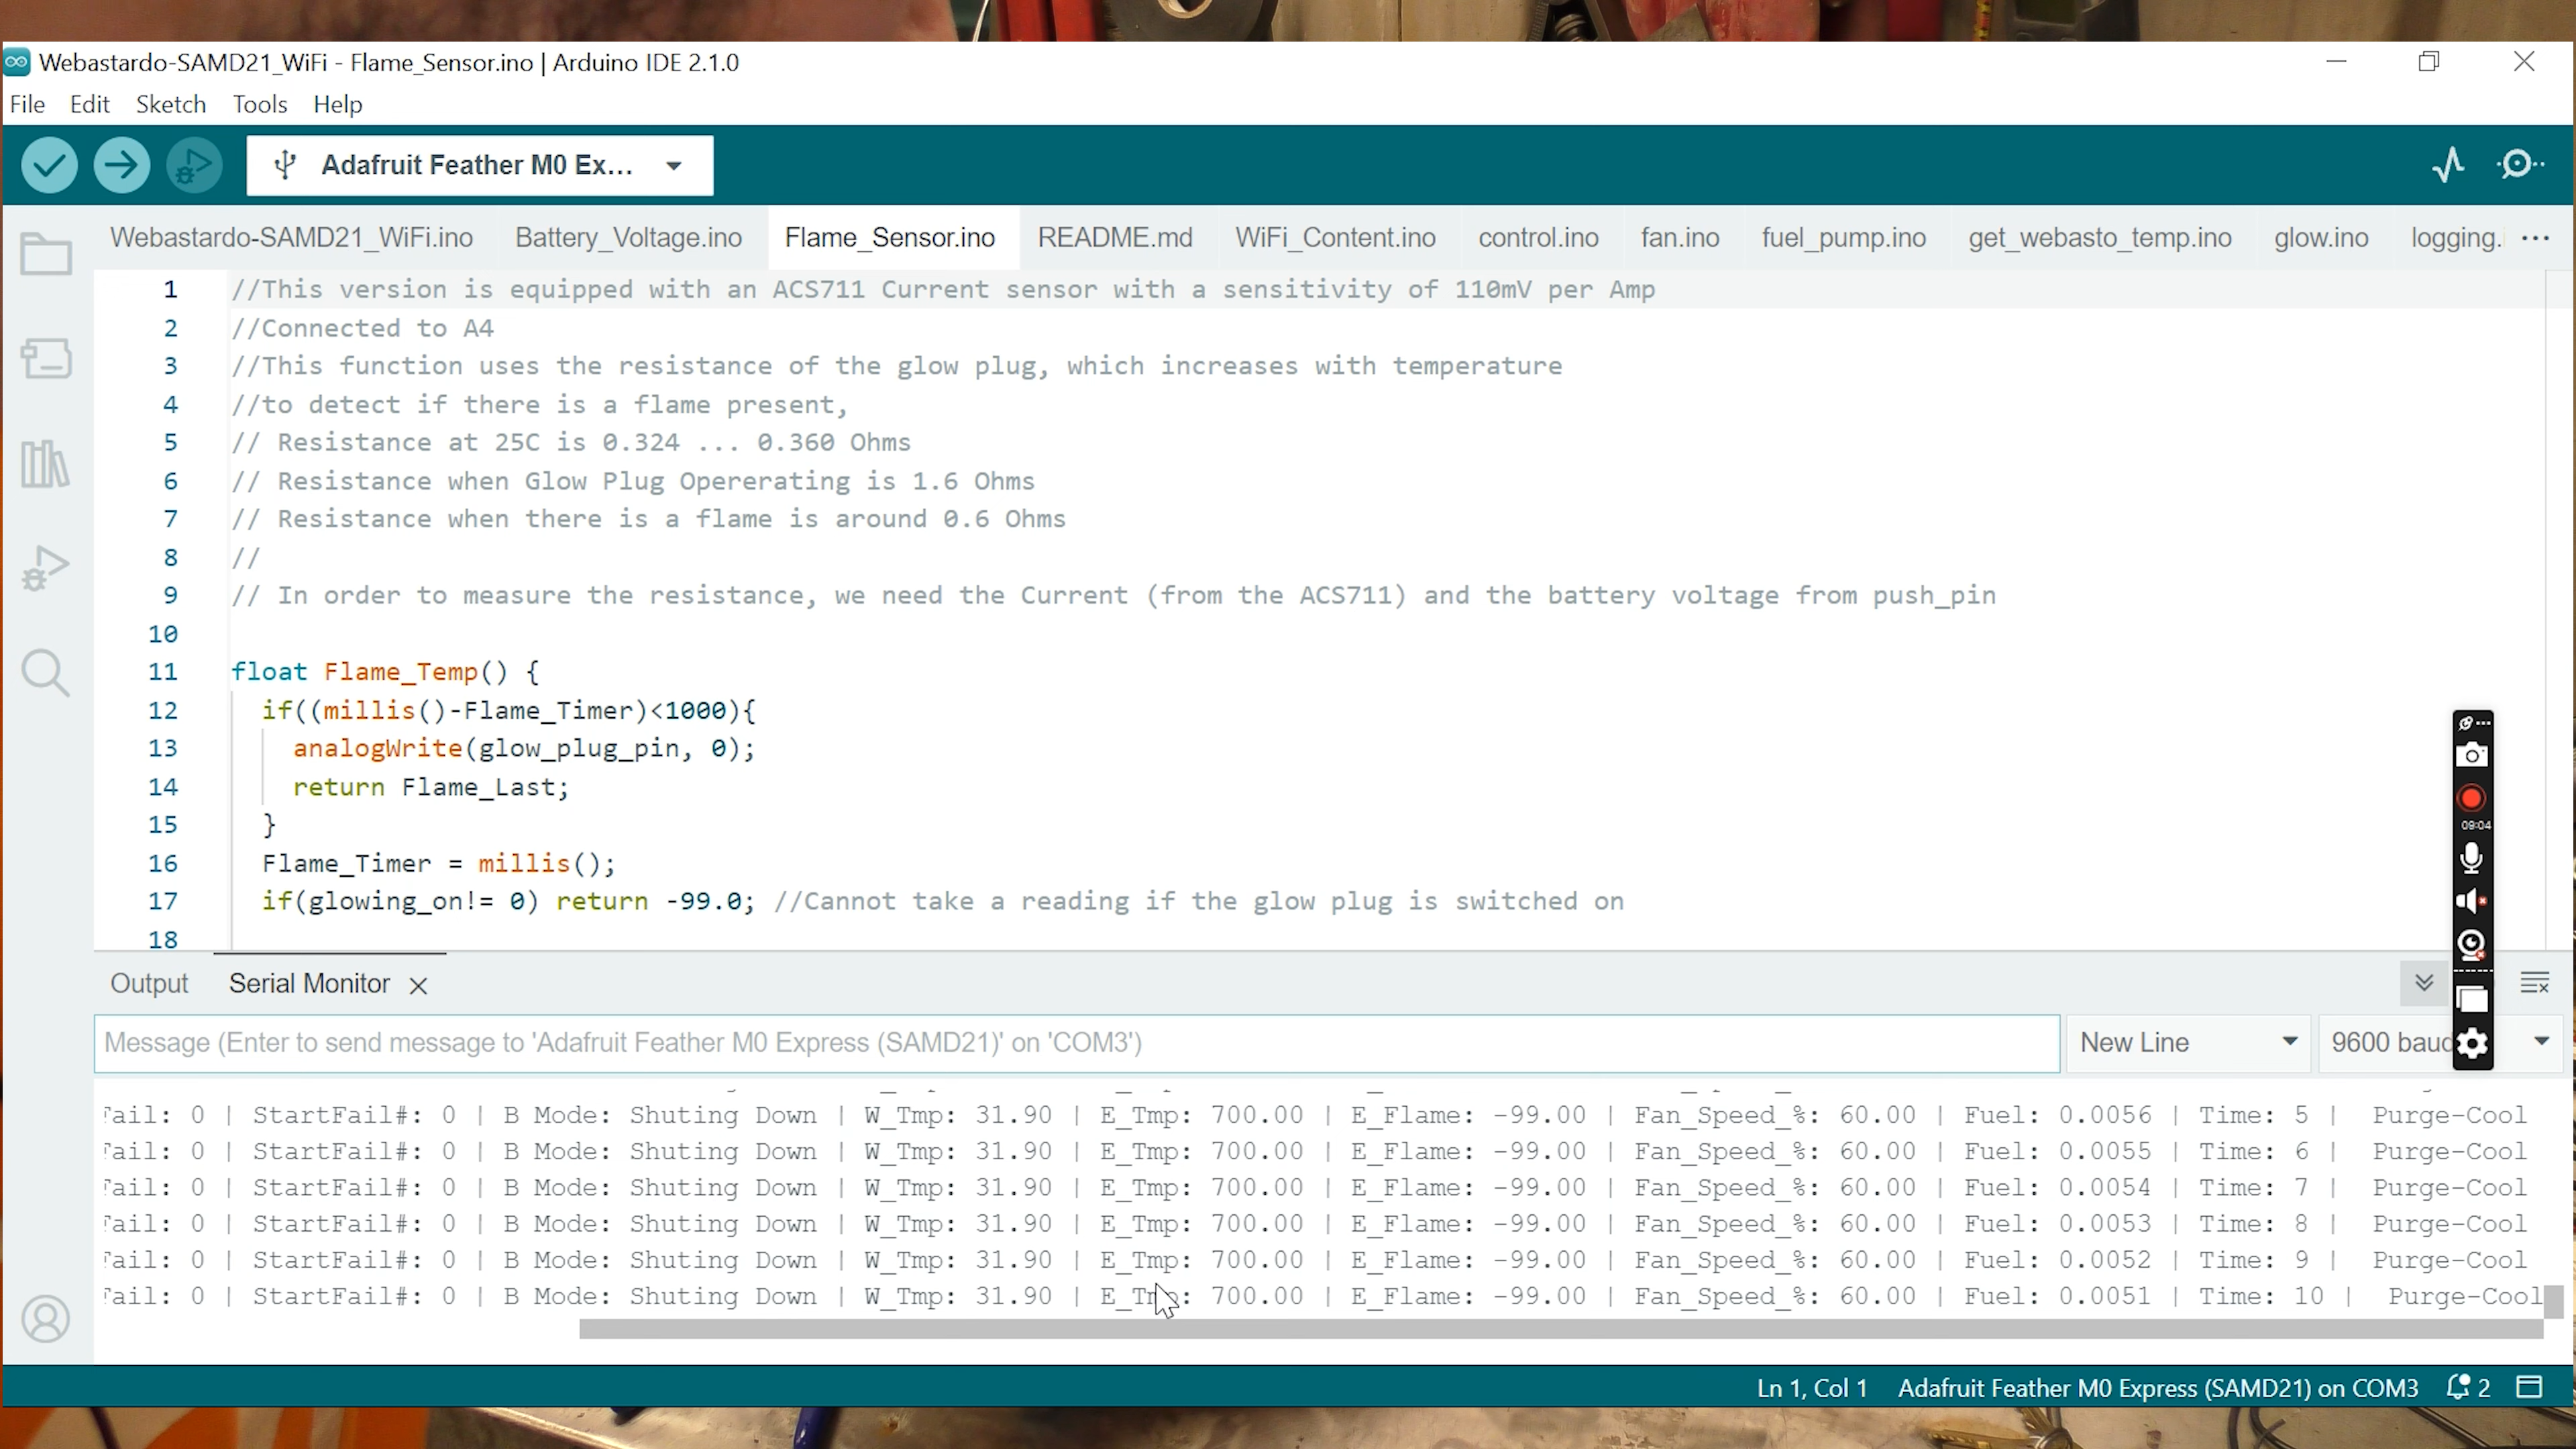 Webastardo-SAMD21_WiFi - Flame_Sensor.ino | Arduino IDE 2.1.0
File Edit Sketch Tools Help
Adafruit Feather M0 Ex...
Webastardo-SAMD21_WiFi.ino Battery_Voltage.ino Flame_Sensor.ino README.md WiFi_Content.ino control.ino fan.ino fuel_pump.ino get_webasto_temp.ino glow.ino logging. ...
1 //This version is equipped with an ACS711 Current sensor with a sensitivity of 110mV per Amp
2 //Connected to A4
3 //This function uses the resistance of the glow plug, which increases with temperature
4 //to detect if there is a flame present,
5 // Resistance at 25C is 0.324 ... 0.360 Ohms
6 // Resistance when Glow Plug Opererating is 1.6 Ohms
7 // Resistance when there is a flame is around 0.6 Ohms
8 //
9 // In order to measure the resistance, we need the Current (from the ACS711) and the battery voltage from push_pin
10
11 float Flame_Temp() {
12 if((millis()-Flame_Timer)<1000){
13 analogWrite(glow_plug_pin, 0);
14 return Flame_Last;
15 }
16 Flame_Timer = millis();
17 if(glowing_on!= 0) return -99.0; //Cannot take a reading if the glow plug is switched on
18
09:04
Output Serial Monitor
Message (Enter to send message to 'Adafruit Feather M0 Express (SAMD21)' on 'COM3') New Line 9600 baud
Fail: 0 | StartFail#: 0 | B Mode: Shuting Down | W_Tmp: 31.90 | E_Tmp: 700.00 | E_Flame: -99.00 | Fan_Speed_%: 60.00 | Fuel: 0.0056 | Time: 5 | Purge-Cool
Fail: 0 | StartFail#: 0 | B Mode: Shuting Down | W_Tmp: 31.90 | E_Tmp: 700.00 | E_Flame: -99.00 | Fan_Speed_%: 60.00 | Fuel: 0.0055 | Time: 6 | Purge-Cool
Fail: 0 | StartFail#: 0 | B Mode: Shuting Down | W_Tmp: 31.90 | E_Tmp: 700.00 | E_Flame: -99.00 | Fan_Speed_%: 60.00 | Fuel: 0.0054 | Time: 7 | Purge-Cool
Fail: 0 | StartFail#: 0 | B Mode: Shuting Down | W_Tmp: 31.90 | E_Tmp: 700.00 | E_Flame: -99.00 | Fan_Speed_%: 60.00 | Fuel: 0.0053 | Time: 8 | Purge-Cool
Fail: 0 | StartFail#: 0 | B Mode: Shuting Down | W_Tmp: 31.90 | E_Tmp: 700.00 | E_Flame: -99.00 | Fan_Speed_%: 60.00 | Fuel: 0.0052 | Time: 9 | Purge-Cool
Fail: 0 | StartFail#: 0 | B Mode: Shuting Down | W_Tmp: 31.90 | E_Tmp: 700.00 | E_Flame: -99.00 | Fan_Speed_%: 60.00 | Fuel: 0.0051 | Time: 10 | Purge-Cool
Ln 1, Col 1 Adafruit Feather M0 Express (SAMD21) on COM3 2